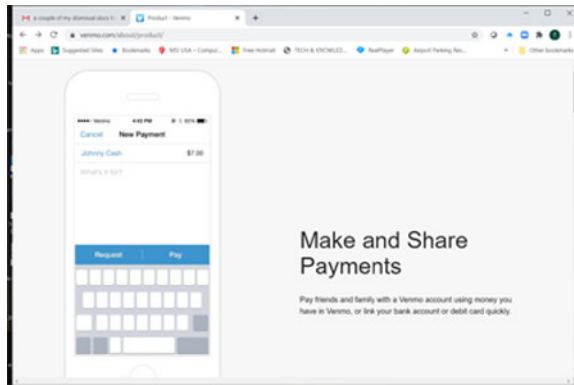 a couple of my dismissal docs
Product - Venmo
venmo.com/about/product/
Apps Suggested Sites Bookmarks MSI USA – Compu... Free Hotmail TECH & KNOWLED... RealPlayer Airport Parking Res... Other bookmarks
Venmo 4:42 PM
Cancel New Payment
Johnny Cash $7.00
What's it for?
Request Pay
Make and Share
Payments
Pay friends and family with a Venmo account using money you
have in Venmo, or link your bank account or debit card quickly.